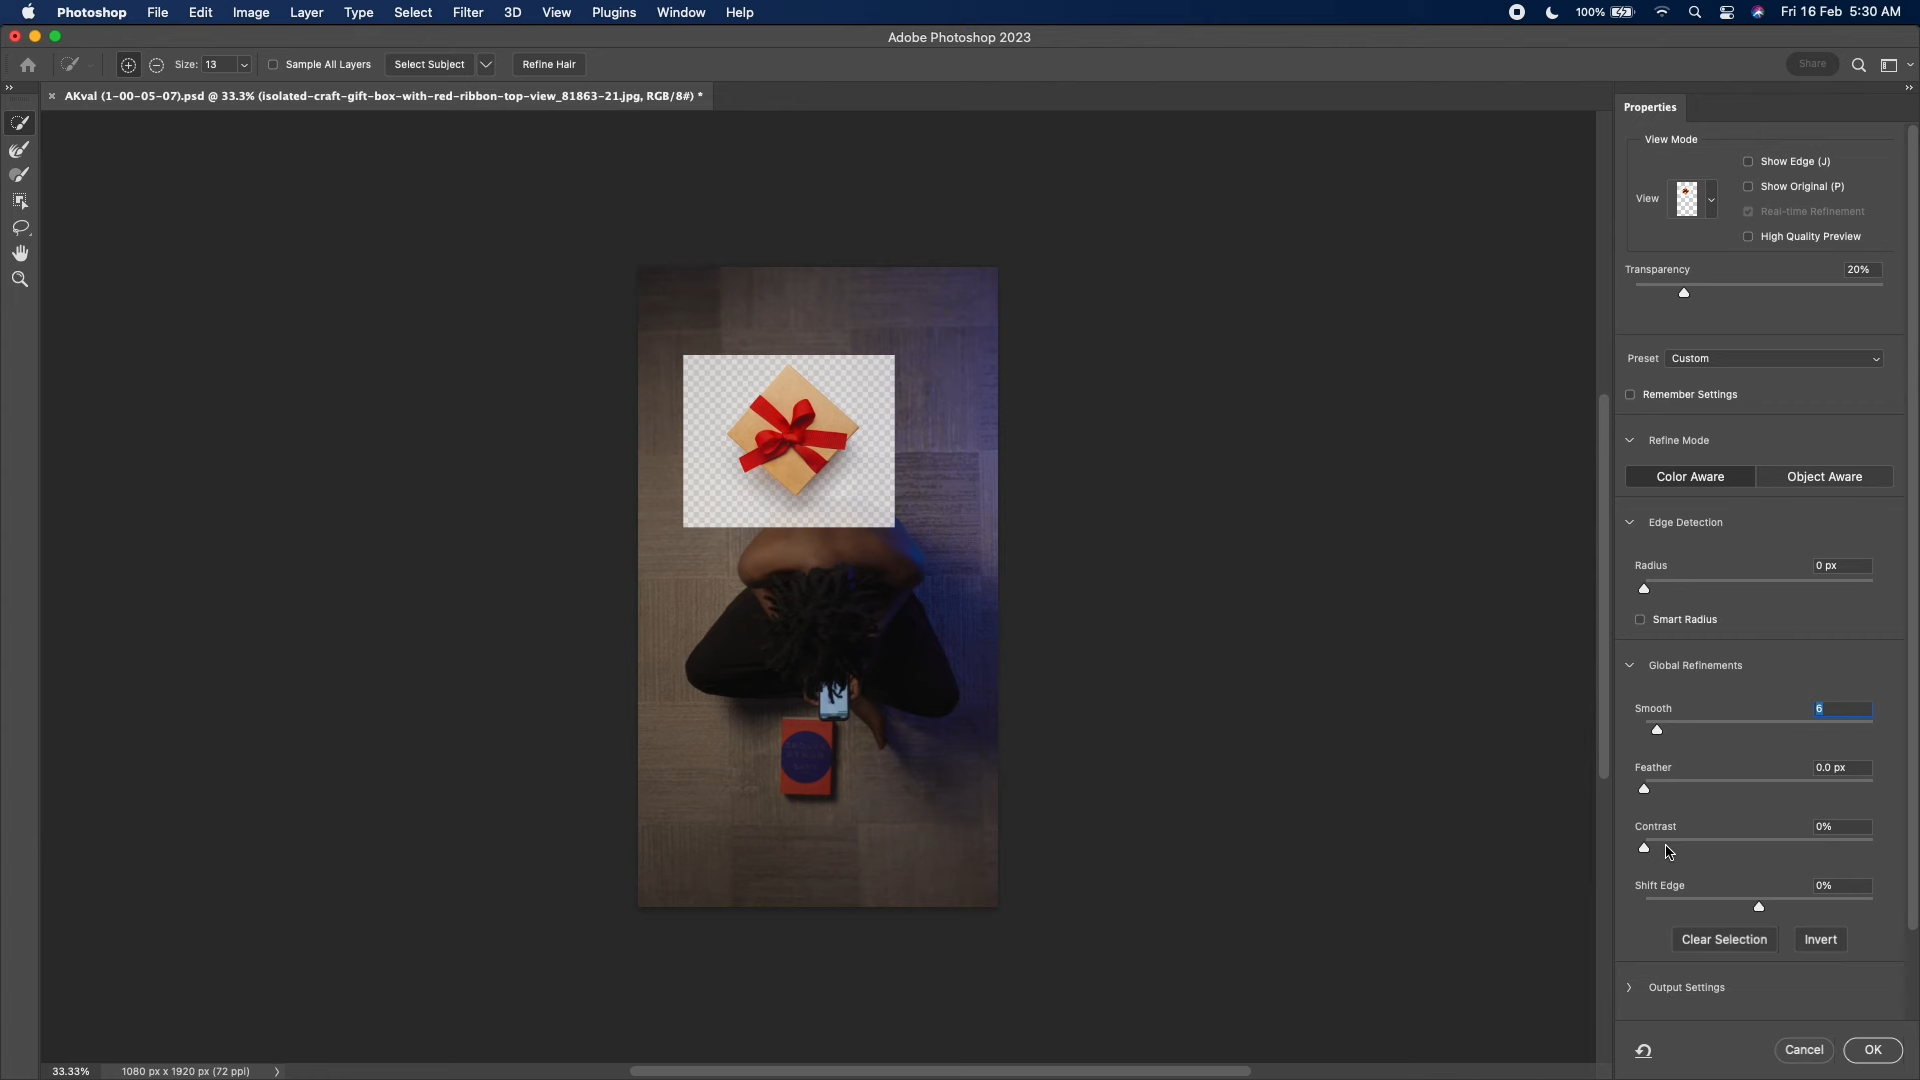 Photoshop File Edit Image Layer Type Select Filter 3D View Plugins Window Help 100% Fri 16 Feb 5:30 AM
Adobe Photoshop 2023
Size: 13 Sample All Layers Select Subject Refine Hair Share
AKval (1-00-05-07).psd @ 33.3% (isolated-craft-gift-box-with-red-ribbon-top-view_81863-21.jpg, RGB/8#) *
Properties
View Mode
Show Edge (J)
View
Show Original (P)
Real-time Refinement
High Quality Preview
Transparency 20%
Preset Custom
Remember Settings
Refine Mode
Color Aware Object Aware
Edge Detection
Radius 0 px
Smart Radius
Global Refinements
Smooth 6
Feather 0.0 px
Contrast 0%
Shift Edge 0%
Clear Selection Invert
Output Settings
Cancel OK
33.33% 1080 px x 1920 px (72 ppi)